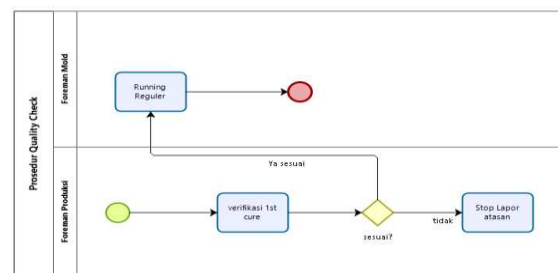 Prosedur Quality Check
Foreman Mold
Running
Reguler
Ya sesuai
Foreman Produksi
verifikasi 1st
cure
sesuai?
tidak
Stop Lapor
atasan